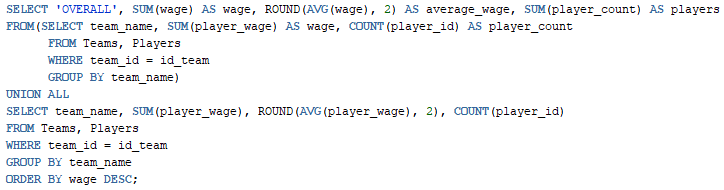 SELECT 'OVERALL', SUM(wage) AS wage, ROUND(AVG(wage), 2) AS average_wage, SUM(player_count) AS players
FROM(SELECT team_name, SUM(player_wage) AS wage, COUNT(player_id) AS player_count
FROM Teams, Players
WHERE team_id = id_team
GROUP BY team_name)
UNION ALL
SELECT team_name, SUM(player_wage), ROUND(AVG(player_wage), 2), COUNT(player_id)
FROM Teams, Players
WHERE team_id = id_team
GROUP BY team_name
ORDER BY wage DESC;